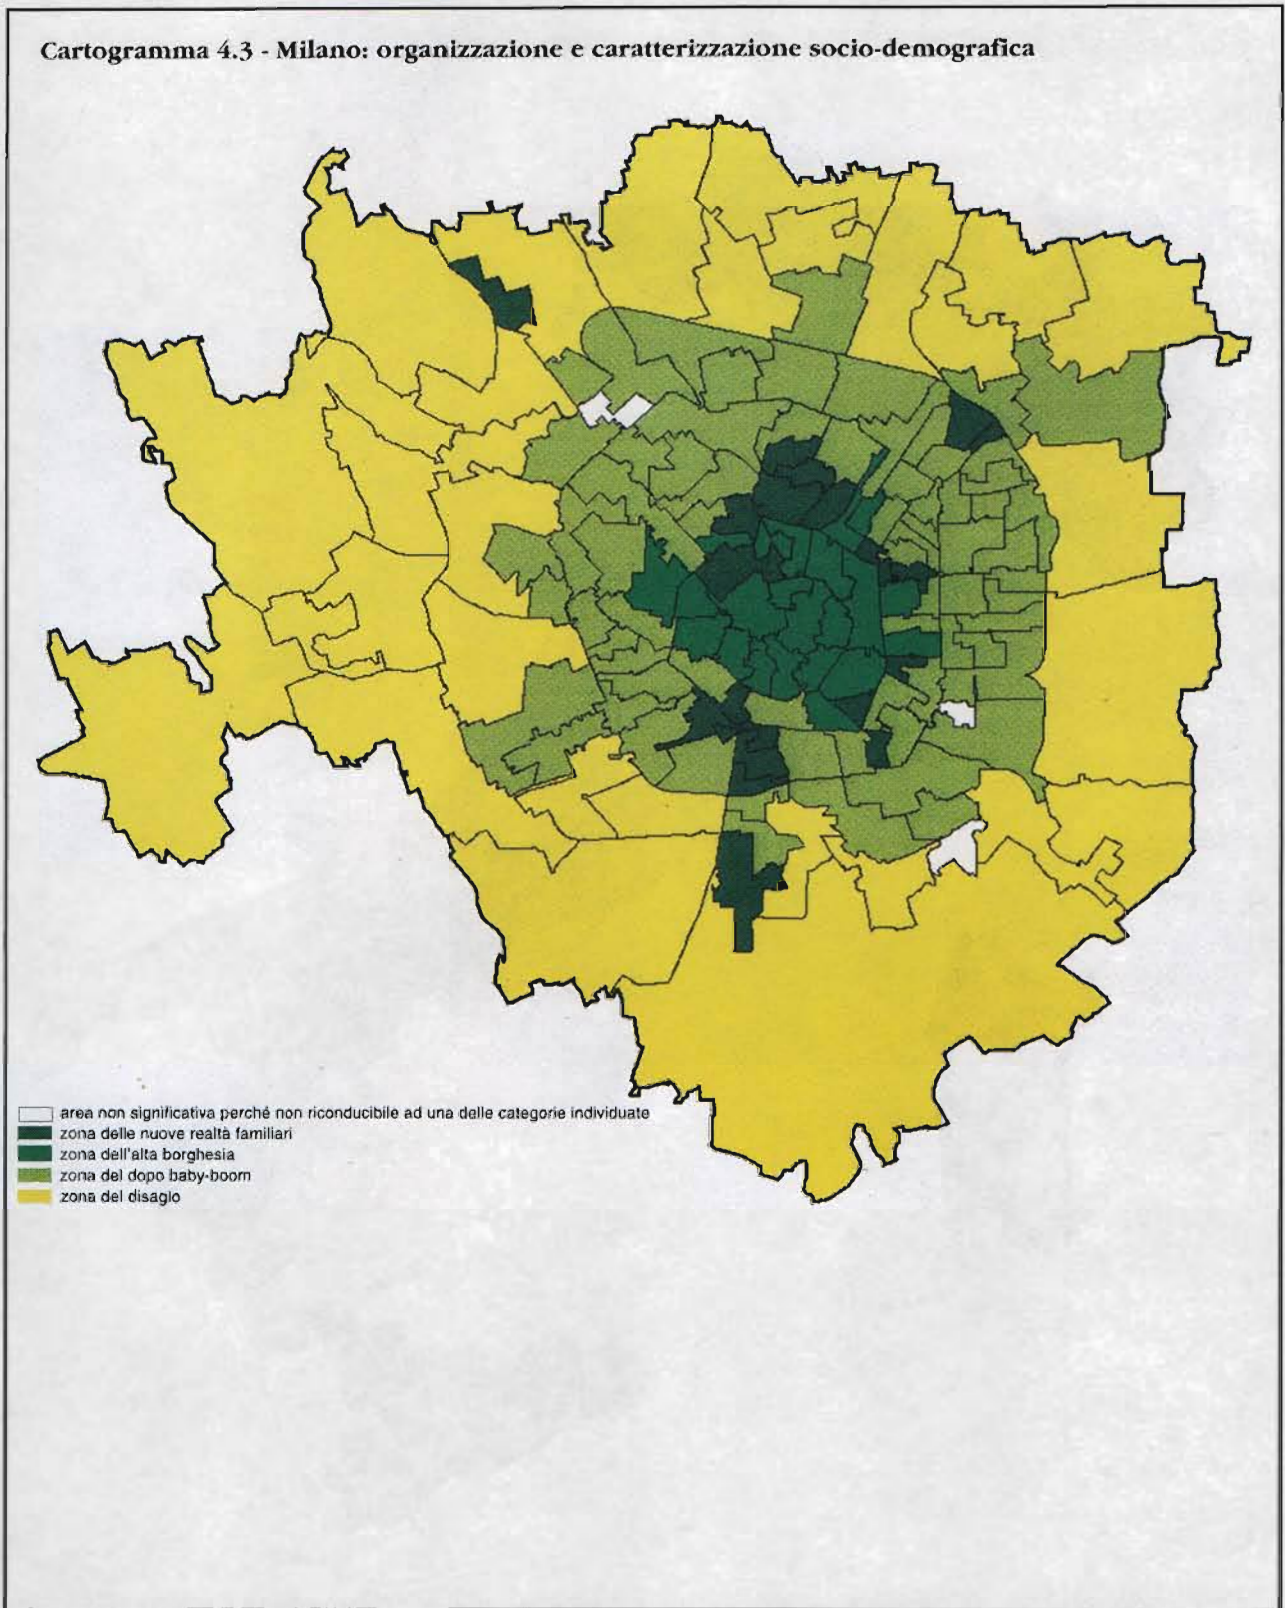 Cartogramma 4.3 - Milano: organizzazione e caratterizzazione socio-demografica
area non significativa perché non riconducibile ad una delle categorie individuate
zona delle nuove realtà familiari
zona dell'alta borghesia
zona del dopo baby-boom
zona del disagio